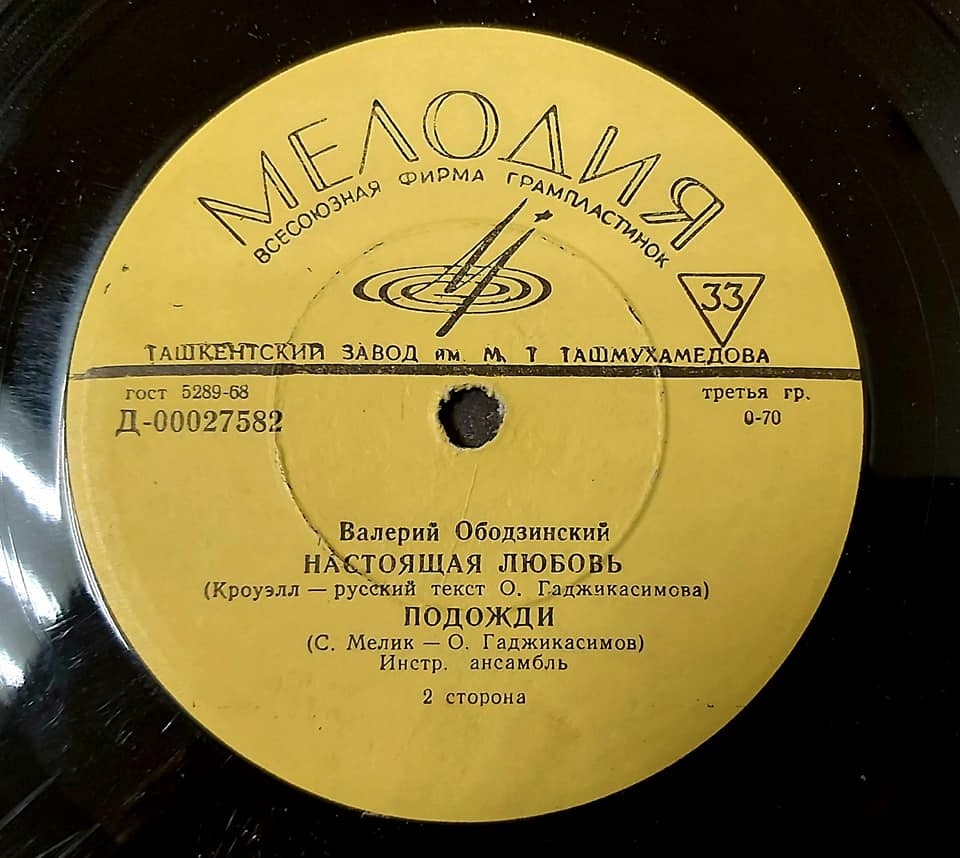 МЕЛОДИЯ
ВСЕСОЮЗНАЯ ФИРМА ГРАМПЛАСТИНОК
33
ТАШКЕНТСКИЙ ЗАВОД им. М. Т ТАШМУХАМЕДОВА
гост 5289-68
третья гр.
Д-00027582
0-70
Валерий Ободзинский
НАСТОЯЩАЯ ЛЮБОВЬ
(Кроуэлл — русский текст О. Гаджикасимова)
ПОДОЖДИ
(С. Мелик — О. Гаджикасимов)
Инстр. ансамбль
2 сторона